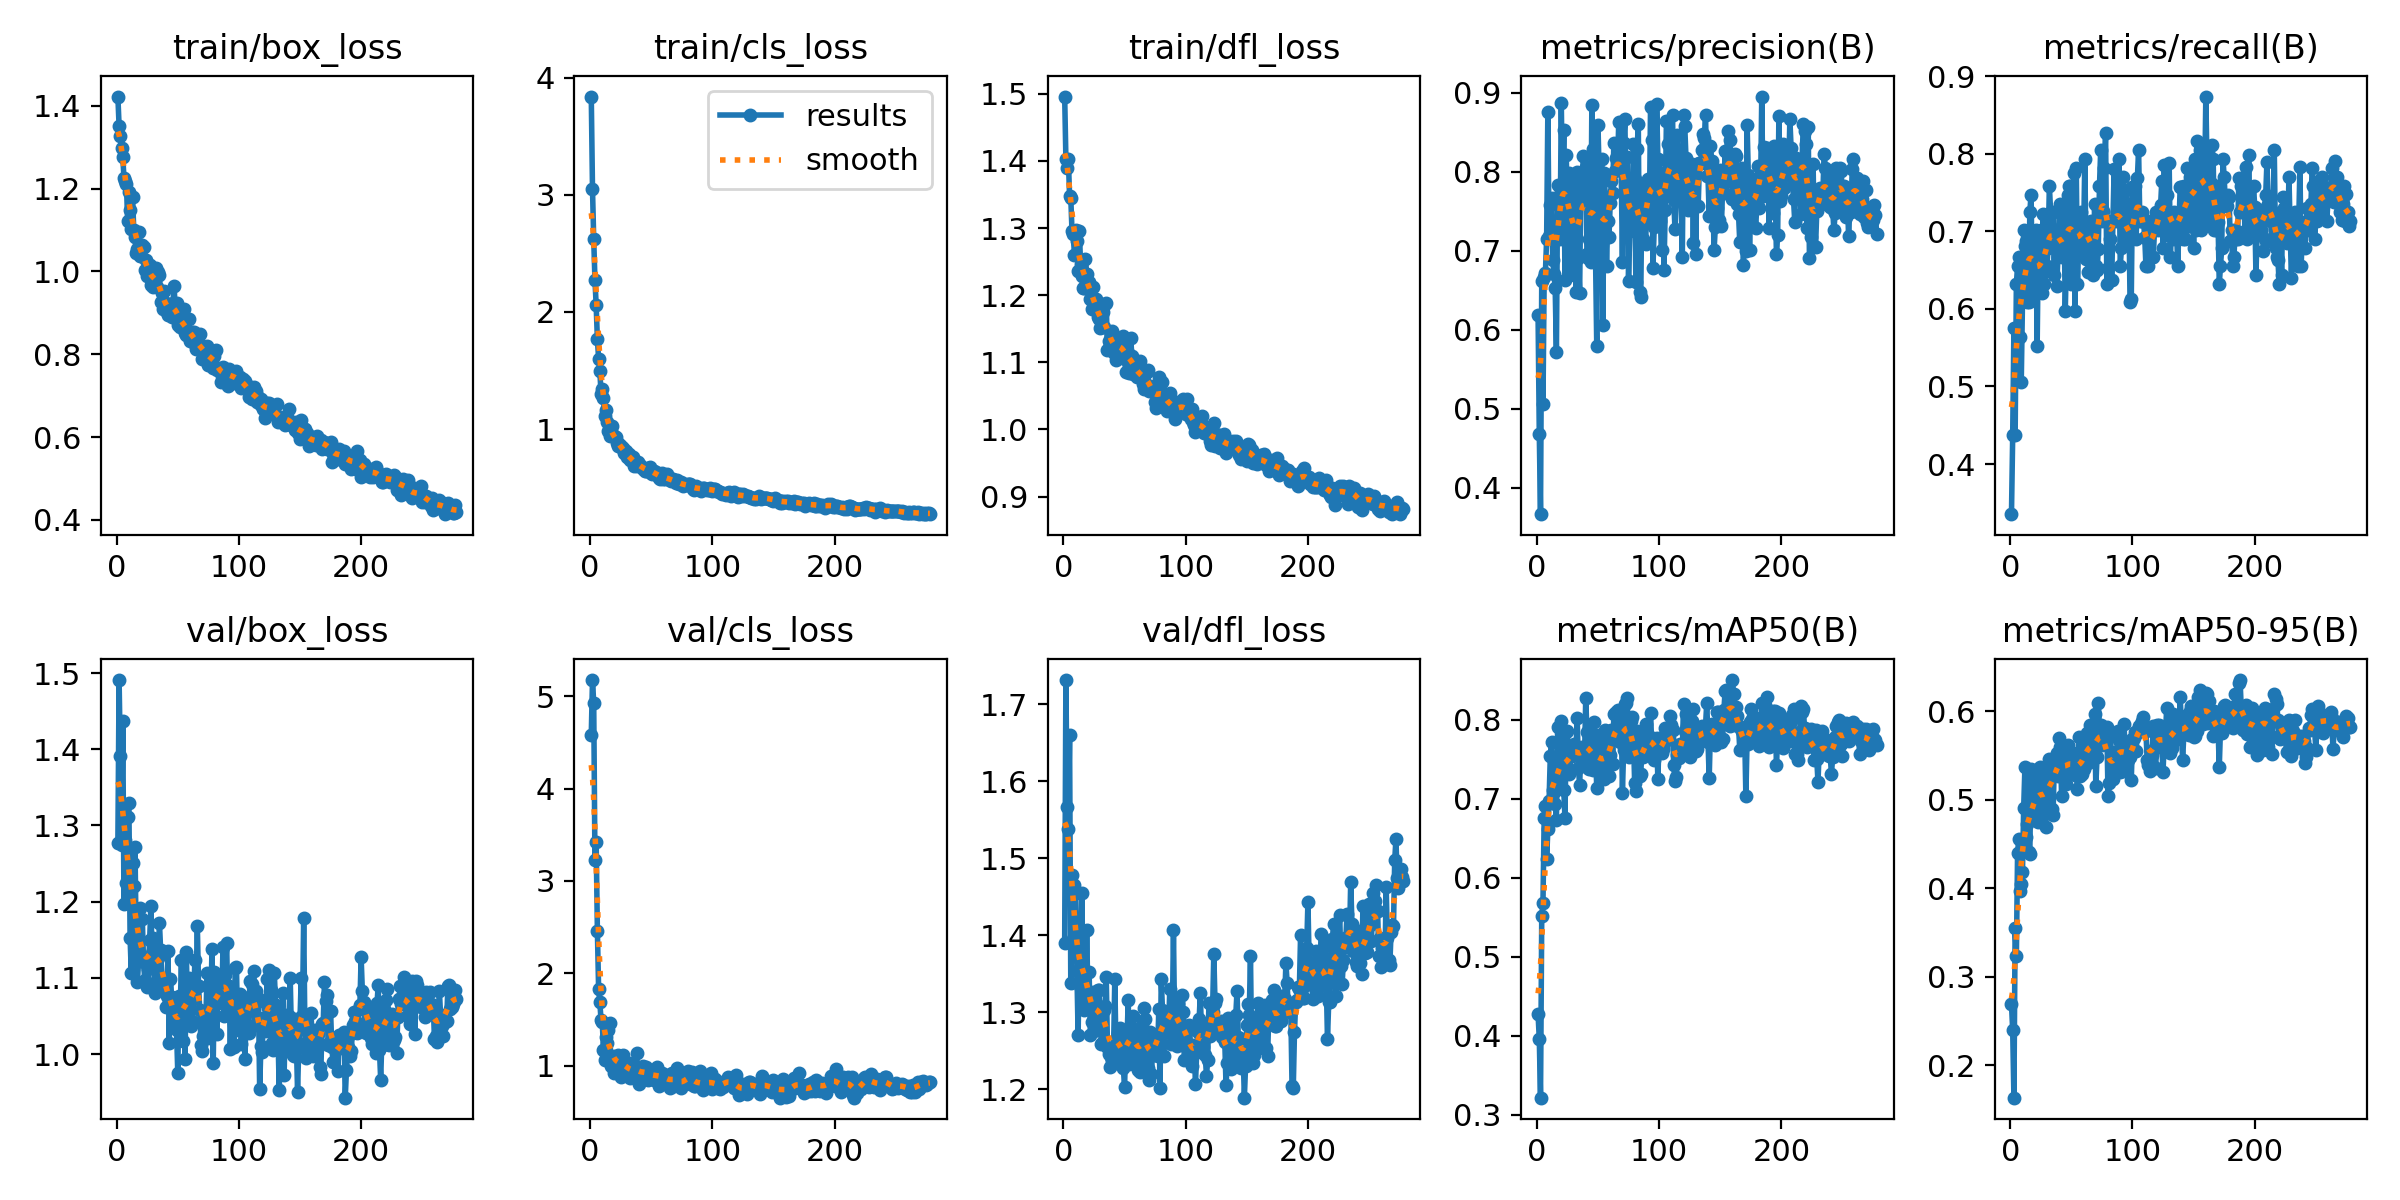 train/box_loss
1.4
1.2
1.0
0.8
0.6
0.4
0 100 200
train/cls_loss
4
3
2
1
results
smooth
0 100 200
train/dfl_loss
1.5
1.4
1.3
1.2
1.1
1.0
0.9
0 100 200
metrics/precision(B)
0.9
0.8
0.7
0.6
0.5
0.4
0 100 200
metrics/recall(B)
0.9
0.8
0.7
0.6
0.5
0.4
0 100 200
val/box_loss
1.5
1.4
1.3
1.2
1.1
1.0
0 100 200
val/cls_loss
5
4
3
2
1
0 100 200
val/dfl_loss
1.7
1.6
1.5
1.4
1.3
1.2
0 100 200
metrics/mAP50(B)
0.8
0.7
0.6
0.5
0.4
0.3
0 100 200
metrics/mAP50-95(B)
0.6
0.5
0.4
0.3
0.2
0 100 200